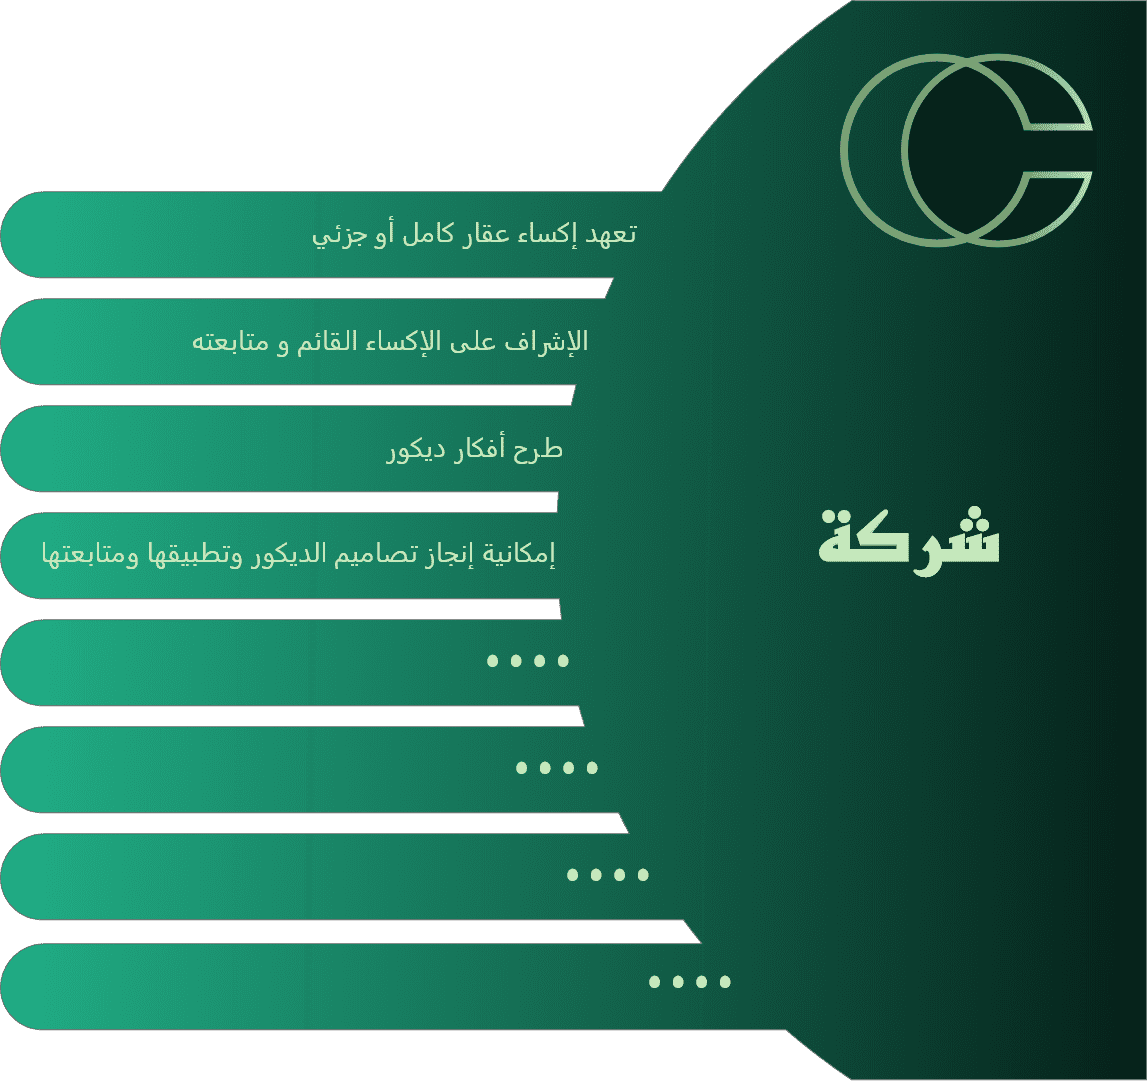 تعهد إكساء عقار كامل أو جزئي
الإشراف على الإكساء القائم و متابعته
طرح أفكار ديكور
إمكانية إنجاز تصاميم الديكور وتطبيقها ومتابعتها
شركة
••••
••••
••••
••••